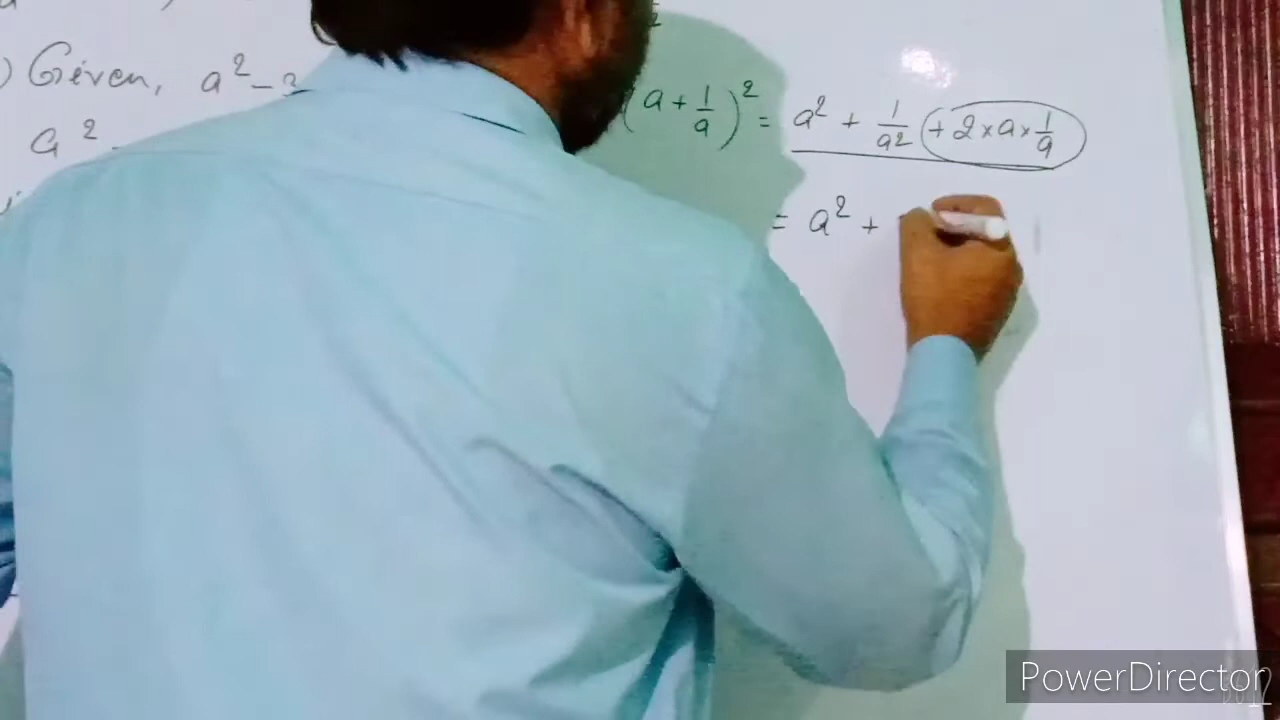 ) Given, a² - 3
(a + 1/a)² = a² + 1/a² + 2 × a × 1/a
a² -
= a² +
PowerDirector